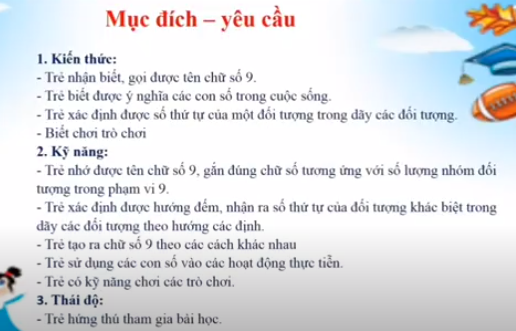 Mục đích – yêu cầu
1. Kiến thức:
- Trẻ nhận biết, gọi được tên chữ số 9.
- Trẻ biết được ý nghĩa các con số trong cuộc sống.
- Trẻ xác định được số thứ tự của một đối tượng trong dãy các đối tượng.
- Biết chơi trò chơi
2. Kỹ năng:
- Trẻ nhớ được tên chữ số 9, gắn đúng chữ số tương ứng với số lượng nhóm đối
tượng trong phạm vi 9.
- Trẻ xác định được hướng đếm, nhận ra số thứ tự của đối tượng khác biệt trong
dãy các đối tượng theo hướng các định.
- Trẻ tạo ra chữ số 9 theo các cách khác nhau
- Trẻ sử dụng các con số vào các hoạt động thực tiễn.
- Trẻ có kỹ năng chơi các trò chơi.
3. Thái độ:
- Trẻ hứng thú tham gia bài học.